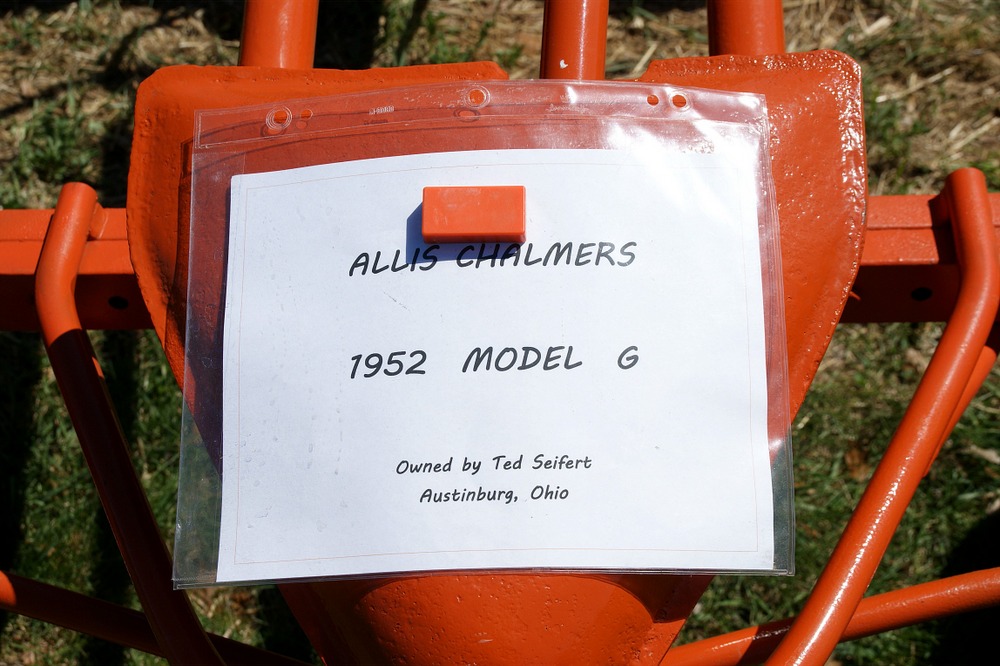 ALLIS CHALMERS
1952 MODEL G
Owned by Ted Seifert
Austinburg, Ohio